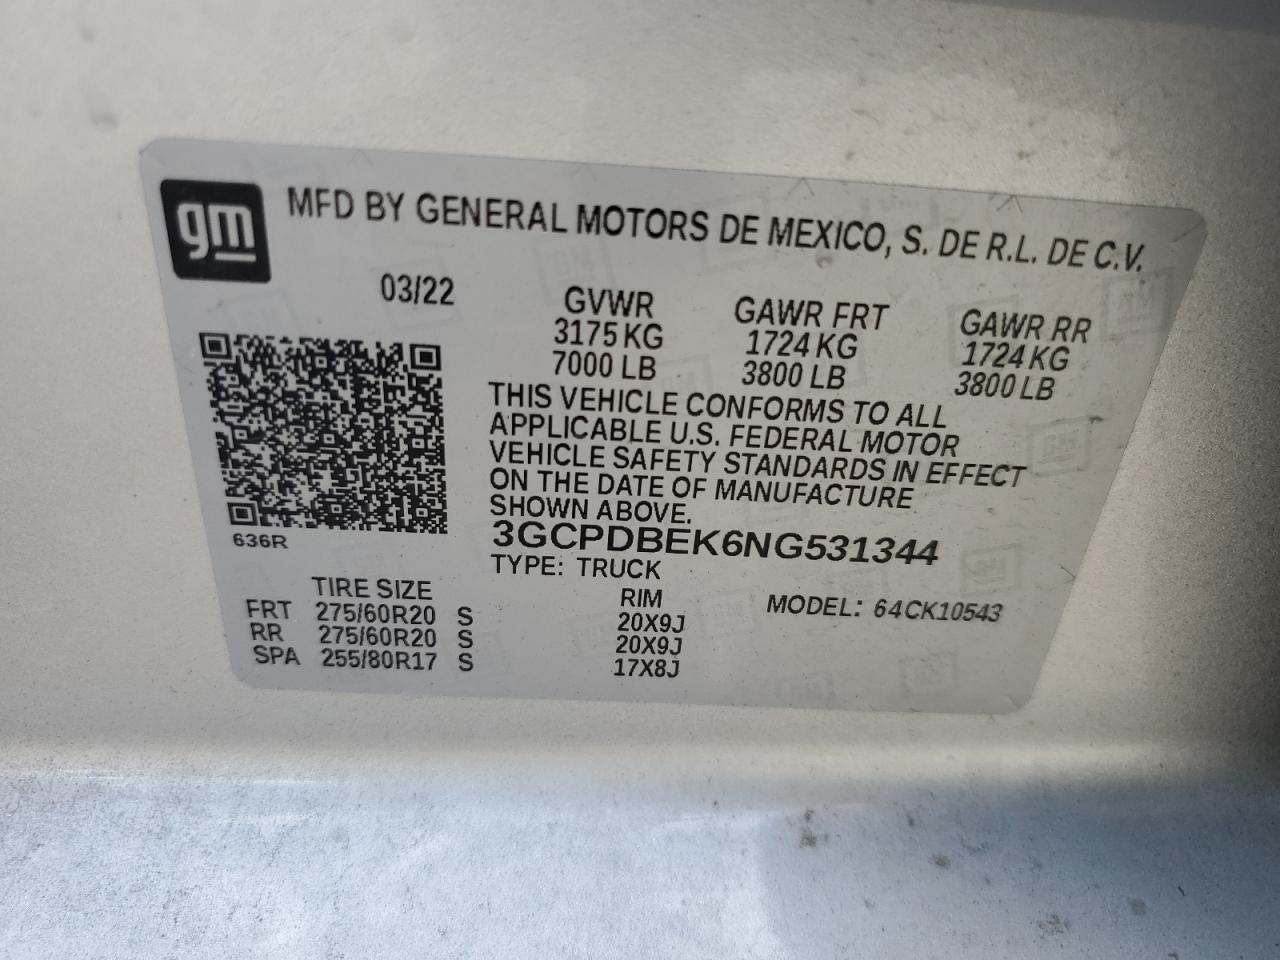 gm
MFD BY GENERAL MOTORS DE MEXICO, S. DE R.L. DE C.V.
03/22
GVWR GAWR FRT GAWR RR
3175 KG 1724 KG 1724 KG
7000 LB 3800 LB 3800 LB
THIS VEHICLE CONFORMS TO ALL
APPLICABLE U.S. FEDERAL MOTOR
VEHICLE SAFETY STANDARDS IN EFFECT
ON THE DATE OF MANUFACTURE
SHOWN ABOVE.
636R
3GCPDBEK6NG531344
TYPE: TRUCK
MODEL: 64CK10543
TIRE SIZE RIM
FRT 275/60R20 S 20X9J
RR 275/60R20 S 20X9J
SPA 255/80R17 S 17X8J